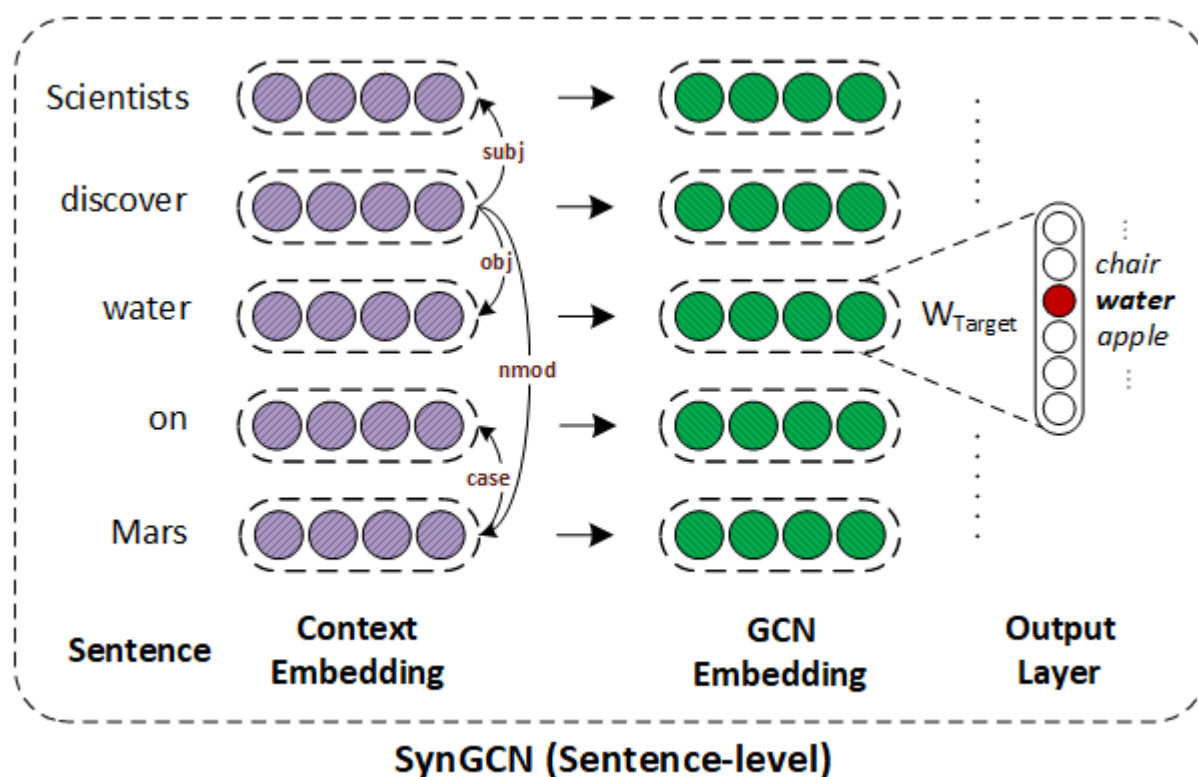 Scientists
discover
water
on
Mars
subj
obj
nmod
case
W_Target
chair
water
apple
Sentence
Context
Embedding
GCN
Embedding
Output
Layer
SynGCN (Sentence-level)